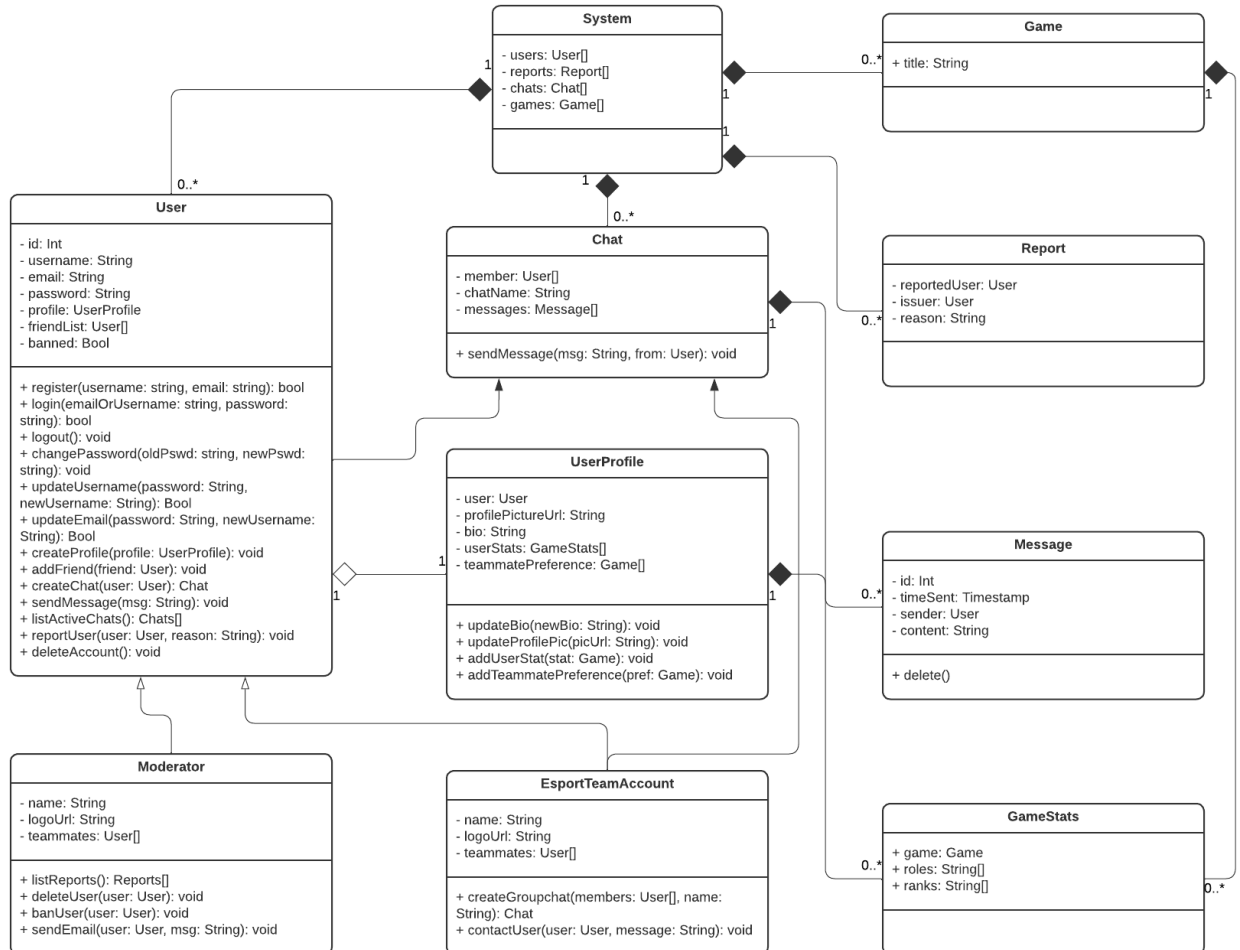 System
- users: User[]
- reports: Report[]
- chats: Chat[]
- games: Game[]
1
1
1
1
Game
+ title: String
0..*
1
0..*
User
- id: Int
- username: String
- email: String
- password: String
- profile: UserProfile
- friendList: User[]
- banned: Bool
+ register(username: string, email: string): bool
+ login(emailOrUsername: string, password:
string): bool
+ logout(): void
+ changePassword(oldPswd: string, newPswd:
string): void
+ updateUsername(password: String,
newUsername: String): Bool
+ updateEmail(password: String, newUsername:
String): Bool
+ createProfile(profile: UserProfile): void
+ addFriend(friend: User): void
+ createChat(user: User): Chat
+ sendMessage(msg: String): void
+ listActiveChats(): Chats[]
+ reportUser(user: User, reason: String): void
+ deleteAccount(): void
0..*
Chat
- member: User[]
- chatName: String
- messages: Message[]
+ sendMessage(msg: String, from: User): void
1
Report
- reportedUser: User
- issuer: User
- reason: String
0..*
1
1
UserProfile
- user: User
- profilePictureUrl: String
- bio: String
- userStats: GameStats[]
- teammatePreference: Game[]
+ updateBio(newBio: String): void
+ updateProfilePic(picUrl: String): void
+ addUserStat(stat: Game): void
+ addTeammatePreference(pref: Game): void
1
0..*
Message
- id: Int
- timeSent: Timestamp
- sender: User
- content: String
+ delete()
Moderator
- name: String
- logoUrl: String
- teammates: User[]
+ listReports(): Reports[]
+ deleteUser(user: User): void
+ banUser(user: User): void
+ sendEmail(user: User, msg: String): void
EsportTeamAccount
- name: String
- logoUrl: String
- teammates: User[]
+ createGroupchat(members: User[], name:
String): Chat
+ contactUser(user: User, message: String): void
0..*
GameStats
+ game: Game
+ roles: String[]
+ ranks: String[]
0..*